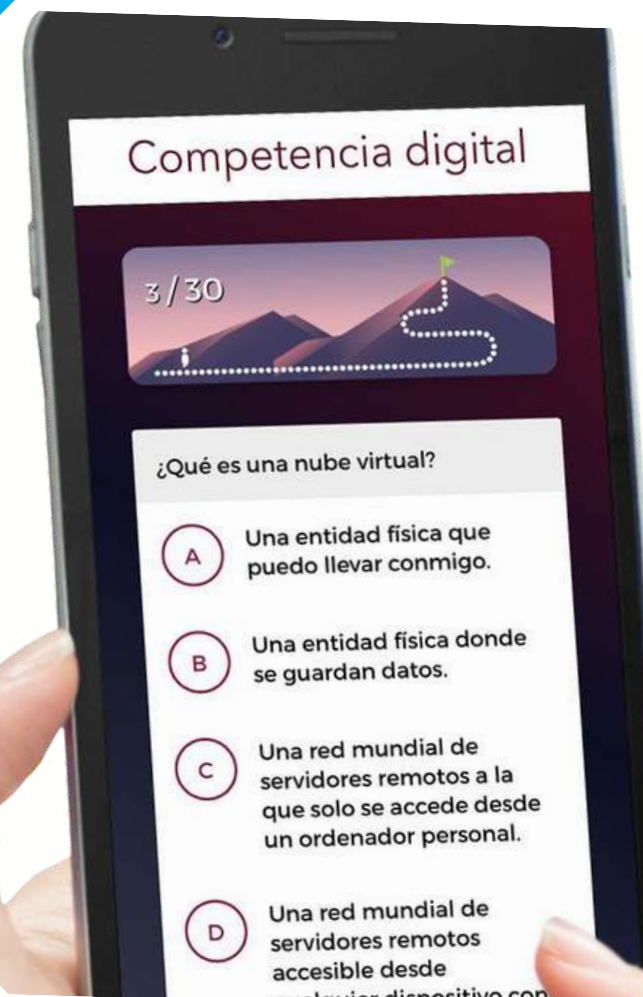 Competencia digital
3 / 30
¿Qué es una nube virtual?
A
Una entidad física que
puedo llevar conmigo.
B
Una entidad física donde
se guardan datos.
C
Una red mundial de
servidores remotos a la
que solo se accede desde
un ordenador personal.
D
Una red mundial de
servidores remotos
accesible desde
dispositivo con